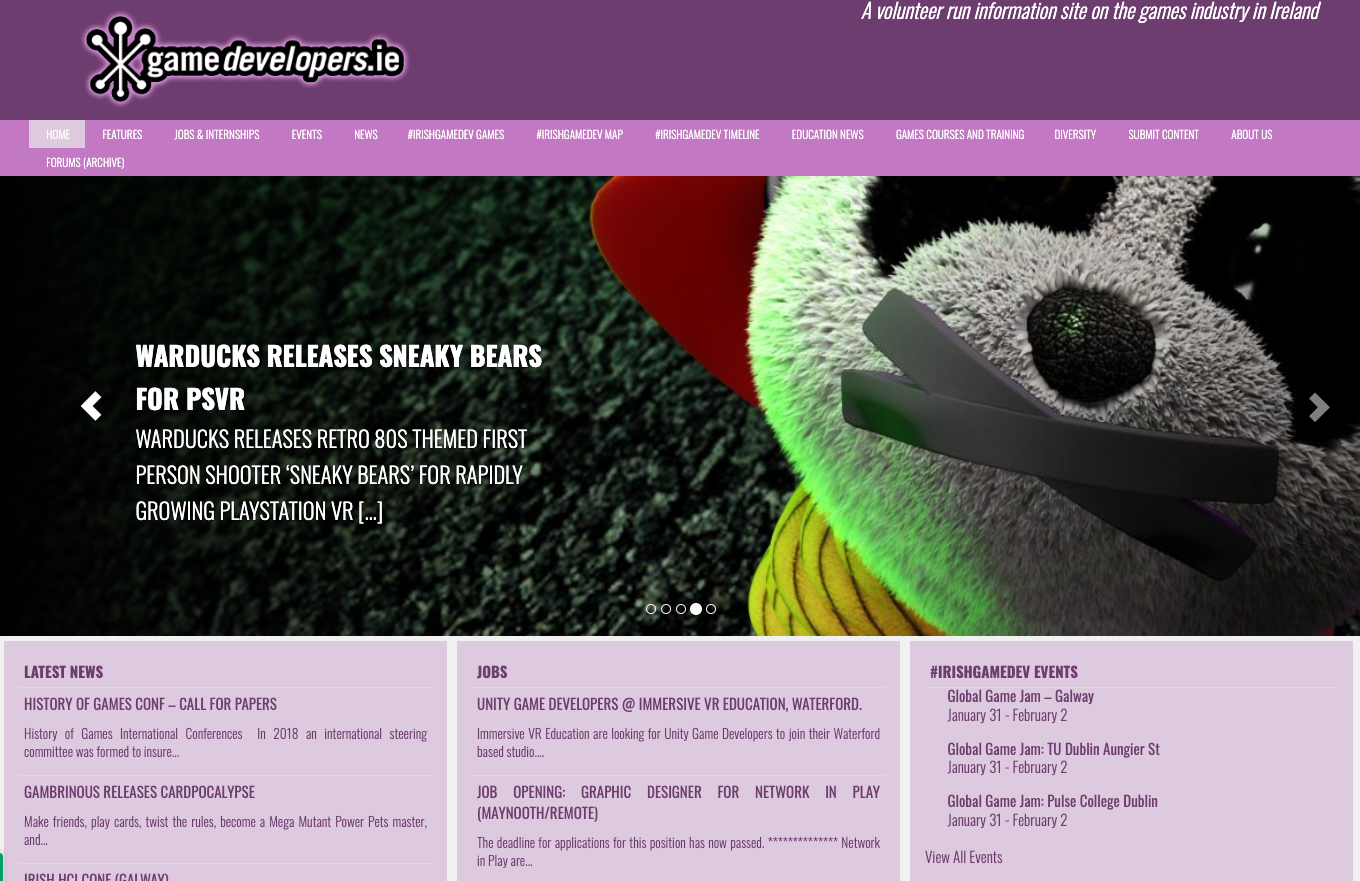 A volunteer run information site on the games industry in Ireland
gamedevelopers.ie
HOME FEATURES JOBS & INTERNSHIPS EVENTS NEWS #IRISHGAMEDEV GAMES #IRISHGAMEDEV MAP #IRISHGAMEDEV TIMELINE EDUCATION NEWS GAMES COURSES AND TRAINING DIVERSITY SUBMIT CONTENT ABOUT US
FORUMS (ARCHIVE)
WARDUCKS RELEASES SNEAKY BEARS
FOR PSVR
WARDUCKS RELEASES RETRO 80S THEMED FIRST
PERSON SHOOTER ‘SNEAKY BEARS’ FOR RAPIDLY
GROWING PLAYSTATION VR [...]
LATEST NEWS
HISTORY OF GAMES CONF – CALL FOR PAPERS
History of Games International Conferences In 2018 an international steering
committee was formed to insure...
GAMBRINOUS RELEASES CARDPOCALYPSE
Make friends, play cards, twist the rules, become a Mega Mutant Power Pets master,
and...
IRISH HCI CONF (GALWAY)
JOBS
UNITY GAME DEVELOPERS @ IMMERSIVE VR EDUCATION, WATERFORD.
Immersive VR Education are looking for Unity Game Developers to join their Waterford
based studio....
JOB OPENING: GRAPHIC DESIGNER FOR NETWORK IN PLAY
(MAYNOOTH/REMOTE)
The deadline for applications for this position has now passed. ************** Network
in Play are...
#IRISHGAMEDEV EVENTS
Global Game Jam – Galway
January 31 - February 2
Global Game Jam: TU Dublin Aungier St
January 31 - February 2
Global Game Jam: Pulse College Dublin
January 31 - February 2
View All Events